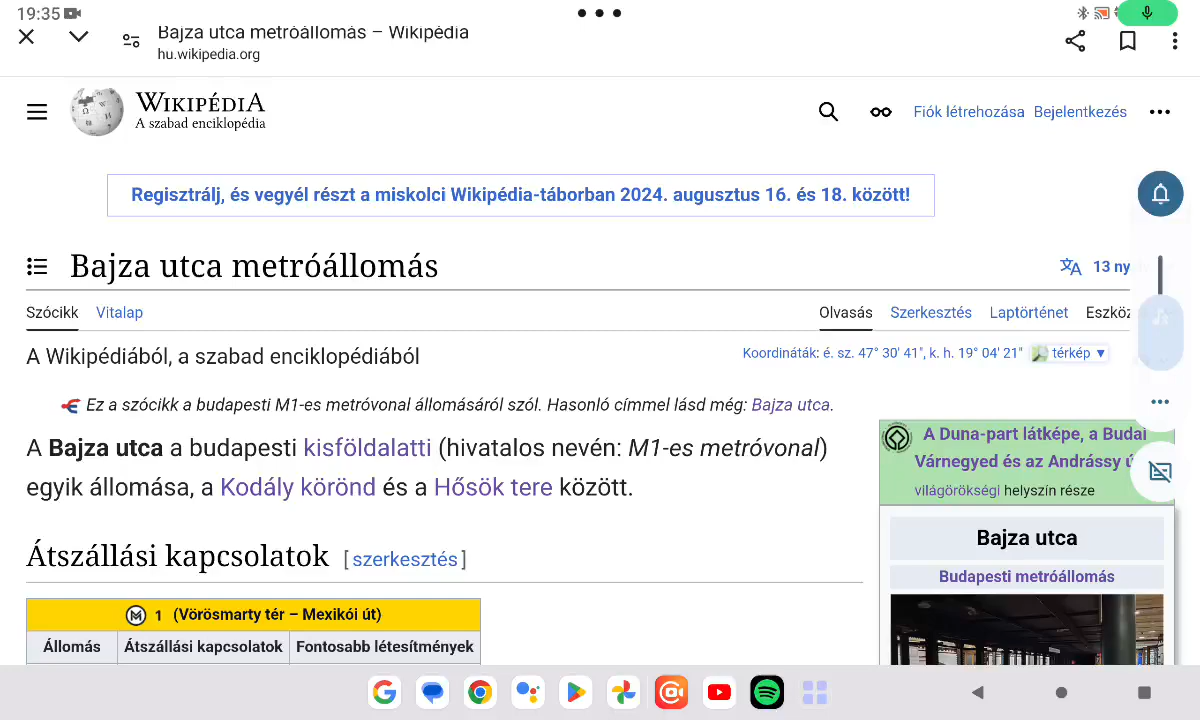 19:35
Bajza utca metróállomás – Wikipédia
hu.wikipedia.org
WIKIPÉDIA
A szabad enciklopédia
Fiók létrehozása Bejelentkezés
Regisztrálj, és vegyél részt a miskolci Wikipédia-táborban 2024. augusztus 16. és 18. között!
Bajza utca metróállomás
13
Szócikk Vitalap Olvasás Szerkesztés Laptörténet
A Wikipédiából, a szabad enciklopédiából
Koordináták: é. sz. 47° 30′ 41″, k. h. 19° 04′ 21″ térkép ▼
Ez a szócikk a budapesti M1-es metróvonal állomásáról szól. Hasonló címmel lásd még: Bajza utca.
A Bajza utca a budapesti kisföldalatti (hivatalos nevén: M1-es metróvonal)
egyik állomása, a Kodály körönd és a Hősök tere között.
A Duna-part látképe, a Budai
Várnegyed és az Andrássy
világörökségi helyszín része
Bajza utca
Budapesti metróállomás
Átszállási kapcsolatok [szerkesztés]
M 1 (Vörösmarty tér – Mexikói út)
Állomás Átszállási kapcsolatok Fontosabb létesítmények